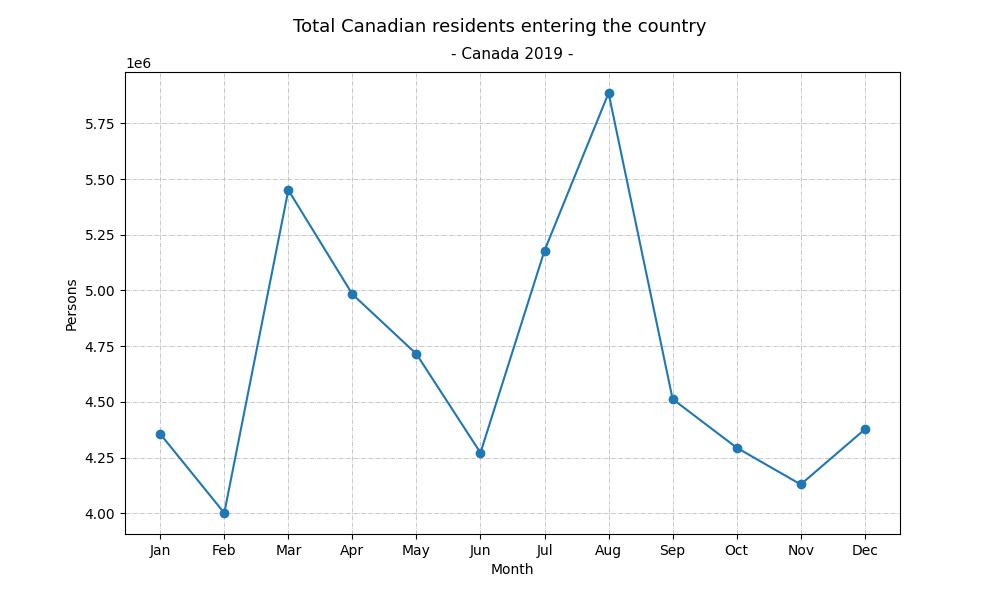 Total Canadian residents entering the country
- Canada 2019 -
1e6
5.75
5.50
5.25
5.00
4.75
4.50
4.25
4.00
Persons
Jan Feb Mar Apr May Jun Jul Aug Sep Oct Nov Dec
Month